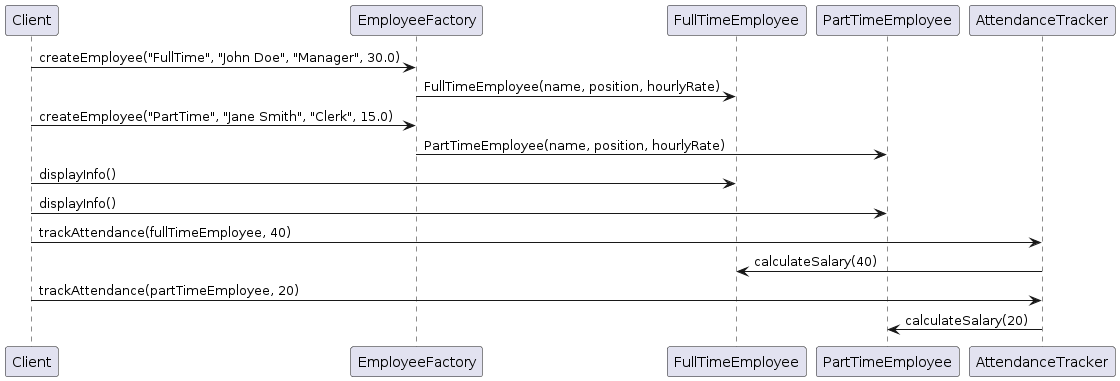 Client
EmployeeFactory
FullTimeEmployee
PartTimeEmployee
AttendanceTracker
createEmployee("FullTime", "John Doe", "Manager", 30.0)
FullTimeEmployee(name, position, hourlyRate)
createEmployee("PartTime", "Jane Smith", "Clerk", 15.0)
PartTimeEmployee(name, position, hourlyRate)
displayInfo()
displayInfo()
trackAttendance(fullTimeEmployee, 40)
calculateSalary(40)
trackAttendance(partTimeEmployee, 20)
calculateSalary(20)
Client
EmployeeFactory
FullTimeEmployee
PartTimeEmployee
AttendanceTracker